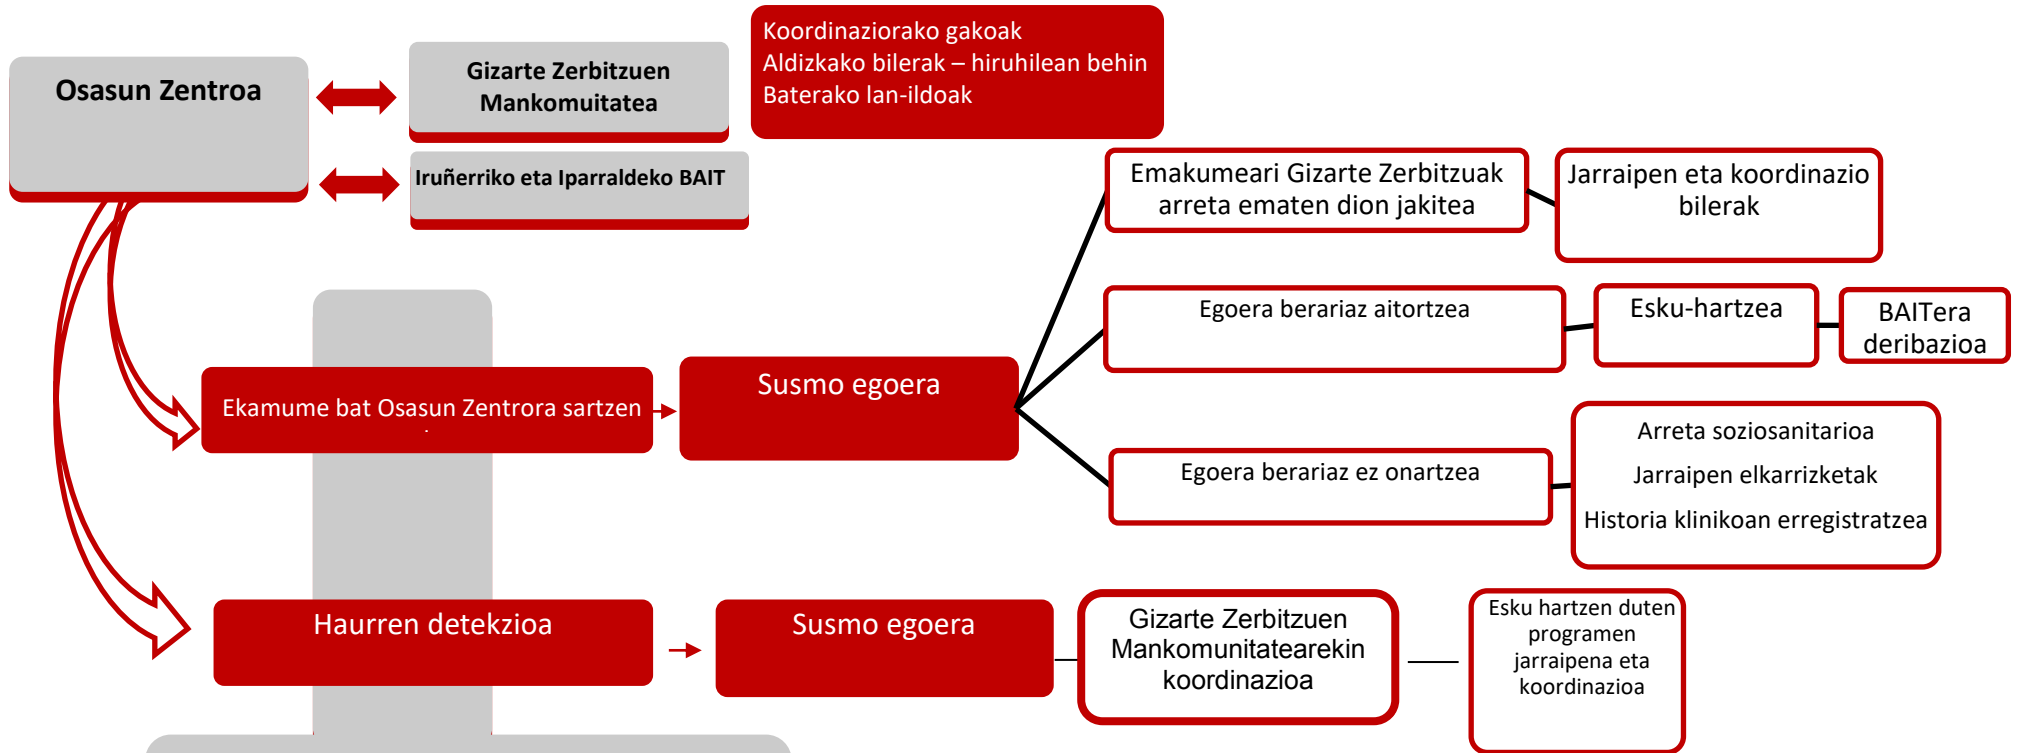 Osasun Zentroa
Gizarte Zerbitzuen
Mankomuitatea
Koordinaziorako gakoak
Aldizkako bilerak – hiruhilean behin
Baterako lan-ildoak
Iruñerriko eta Iparraldeko BAIT
Emakumeari Gizarte Zerbitzuak
arreta ematen dion jakitea
Jarraipen eta koordinazio
bilerak
Egoera berariaz aitortzea
Esku-hartzea
BAITera
deribazioa
Ekamume bat Osasun Zentrora sartzen
Susmo egoera
Egoera berariaz ez onartzea
Arreta soziosanitarioa
Jarraipen elkarrizketak
Historia klinikoan erregistratzea
Haurren detekzioa
Susmo egoera
Gizarte Zerbitzuen
Mankomunitatearekin
koordinazioa
Esku hartzen duten
programen
jarraipena eta
koordinazioa